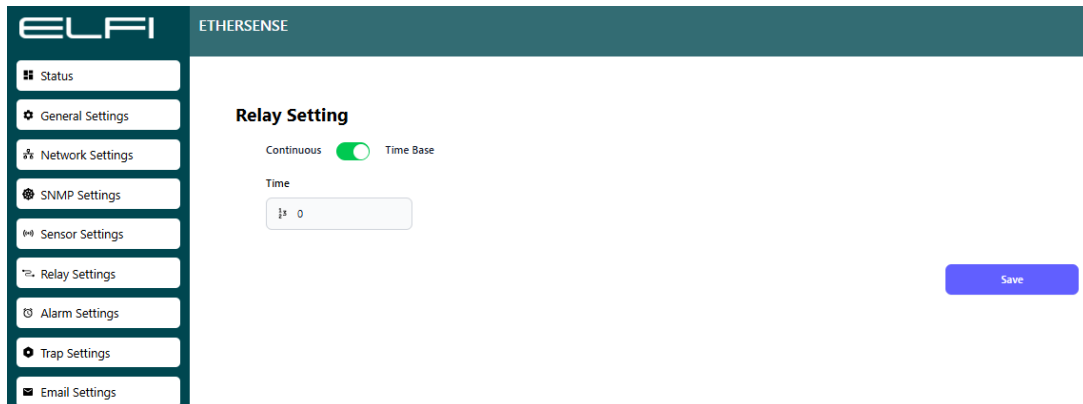 ELFI
ETHERSENSE
Status
General Settings
Network Settings
SNMP Settings
Sensor Settings
Relay Settings
Alarm Settings
Trap Settings
Email Settings
Relay Setting
Continuous Time Base
Time
0
Save